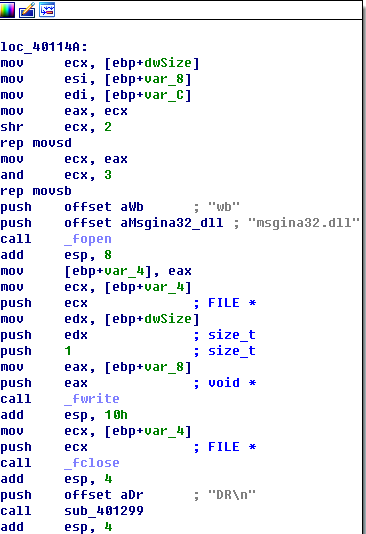 loc_40114A:
mov ecx, [ebp+dwSize]
mov esi, [ebp+var_8]
mov edi, [ebp+var_C]
mov eax, ecx
shr ecx, 2
rep movsd
mov ecx, eax
and ecx, 3
rep movsb
push offset aWb ; "wb"
push offset aMsgina32_dll ; "msgina32.dll"
call _fopen
add esp, 8
mov [ebp+var_4], eax
mov ecx, [ebp+var_4]
push ecx ; FILE *
mov edx, [ebp+dwSize]
push edx ; size_t
push 1 ; size_t
mov eax, [ebp+var_8]
push eax ; void *
call _fwrite
add esp, 10h
mov ecx, [ebp+var_4]
push ecx ; FILE *
call _fclose
add esp, 4
push offset aDr ; "DR\n"
call sub_401299
add esp, 4